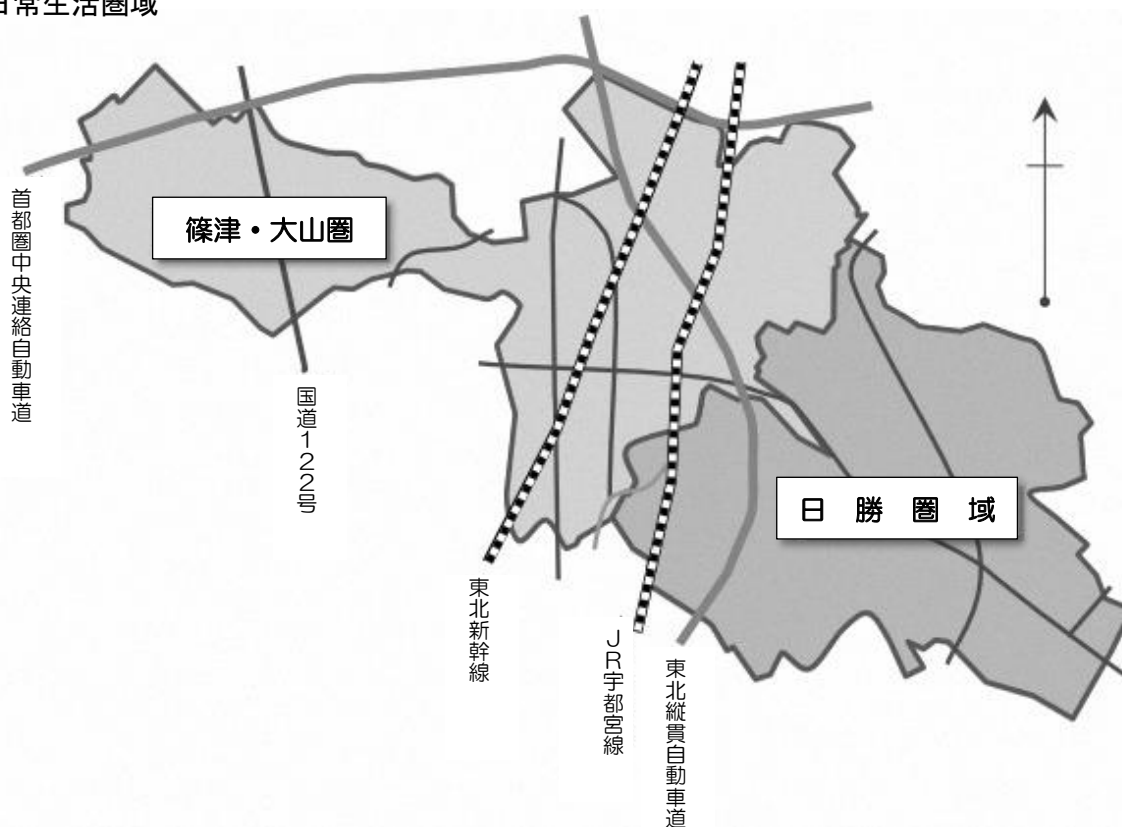 日常生活圏域
篠津・大山圏
日勝圏域
首都圏中央連絡自動車道
国道122号
東北新幹線
JR宇都宮線
東北縦貫自動車道